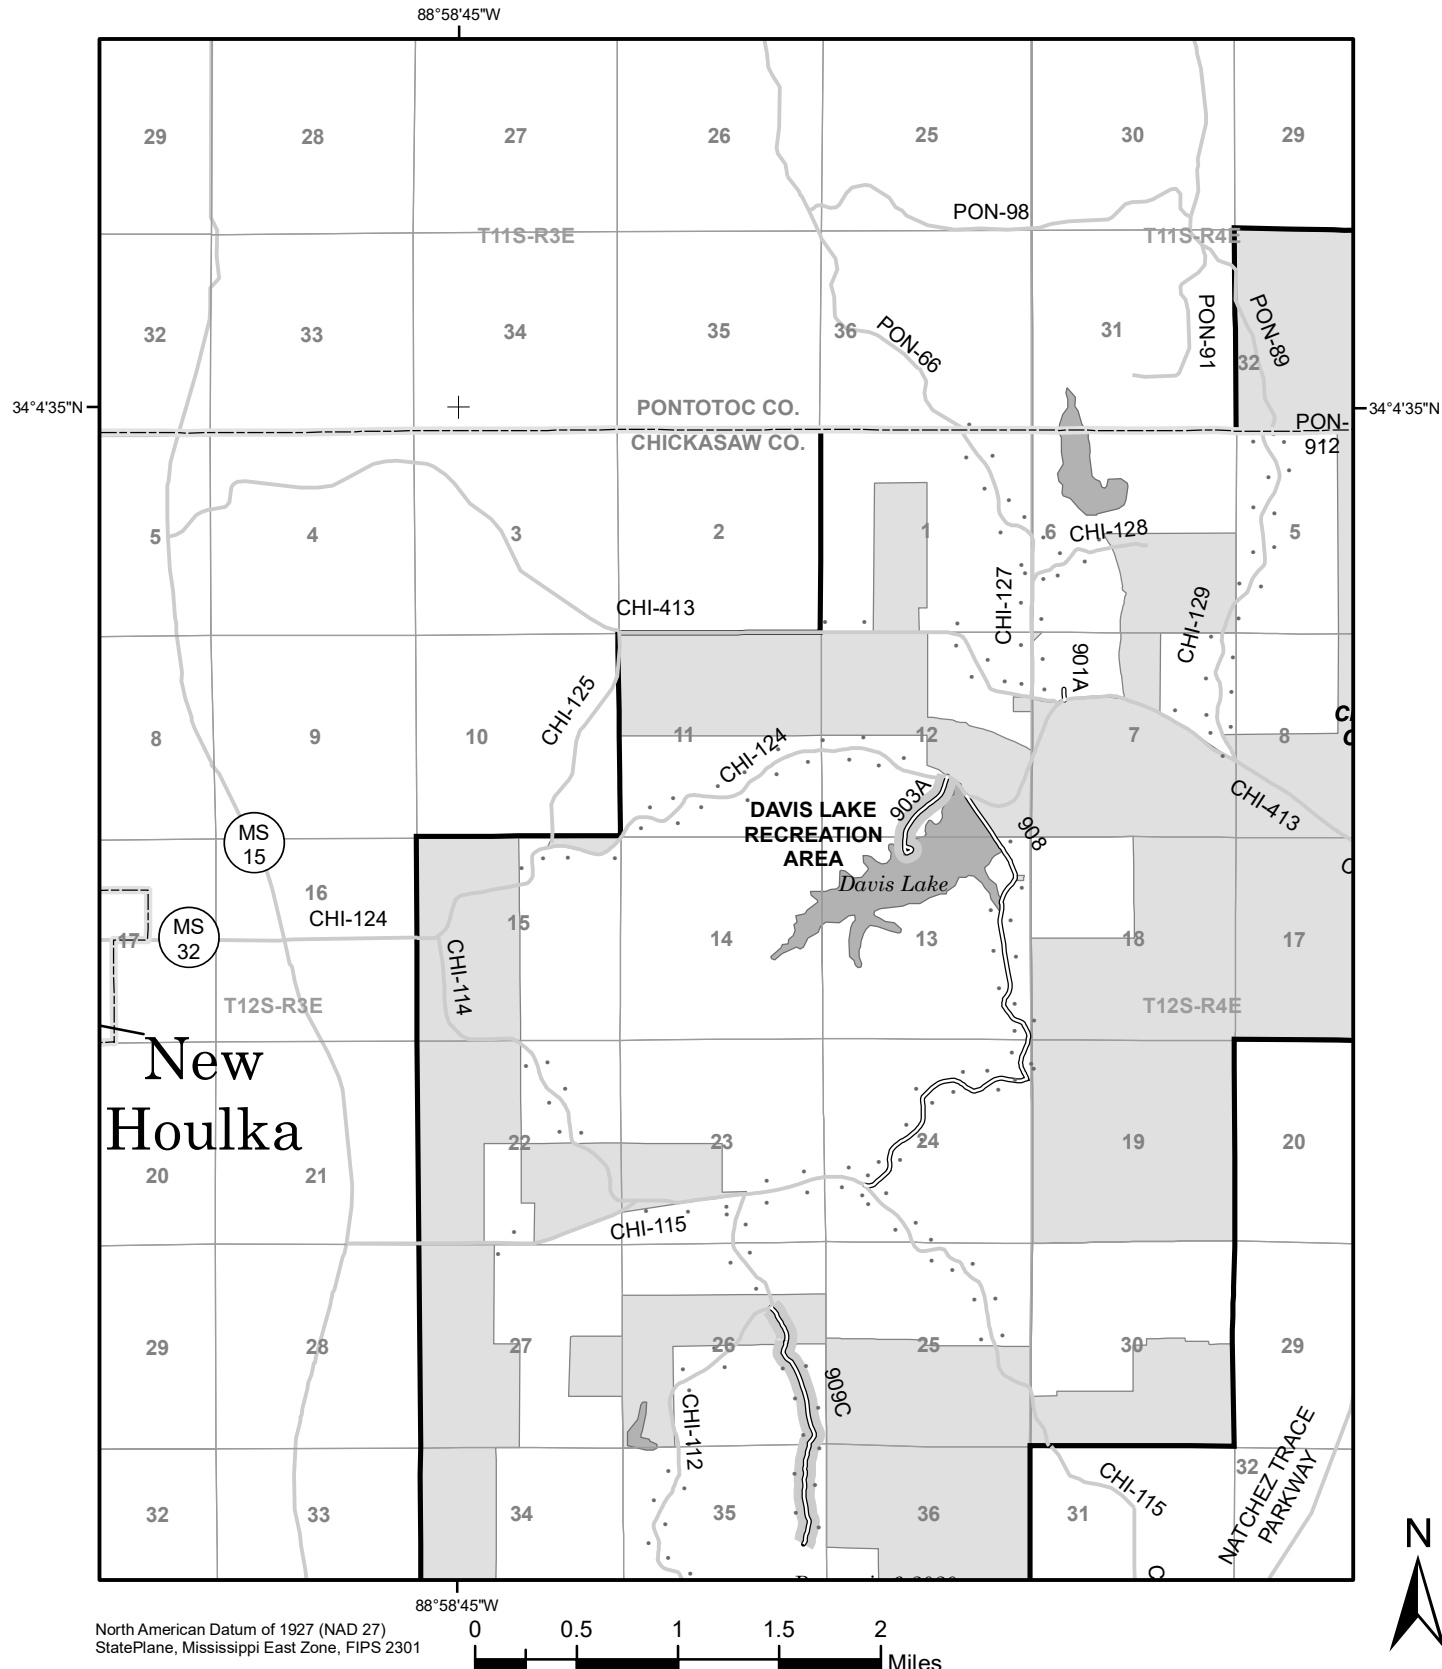 88°58'45"W
29
28
27
26
25
30
29
PON-98
T11S-R3E
T11S-R4E
32
33
34
35
36
PON-66
31
PON-91
PON-89
32
34°4'35"N
34°4'35"N
PONTOTOC CO.
CHICKASAW CO.
PON-
912
5
4
3
2
1
6
CHI-128
5
CHI-413
CHI-127
CHI-129
901A
CHI-125
8
9
10
11
CHI-124
12
7
8
903A
908
CHI-413
DAVIS LAKE
RECREATION
AREA
Davis Lake
MS
15
16
CHI-124
MS
32
17
15
14
13
18
17
CHI-114
T12S-R3E
T12S-R4E
New
Houlka
20
21
22
23
24
19
20
CHI-115
29
28
27
26
25
30
29
909C
CHI-112
32
33
34
35
36
31
CHI-115
32
NATCHEZ TRACE
PARKWAY
88°58'45"W
North American Datum of 1927 (NAD 27)
StatePlane, Mississippi East Zone, FIPS 2301
0 0.5 1 1.5 2
Miles
N